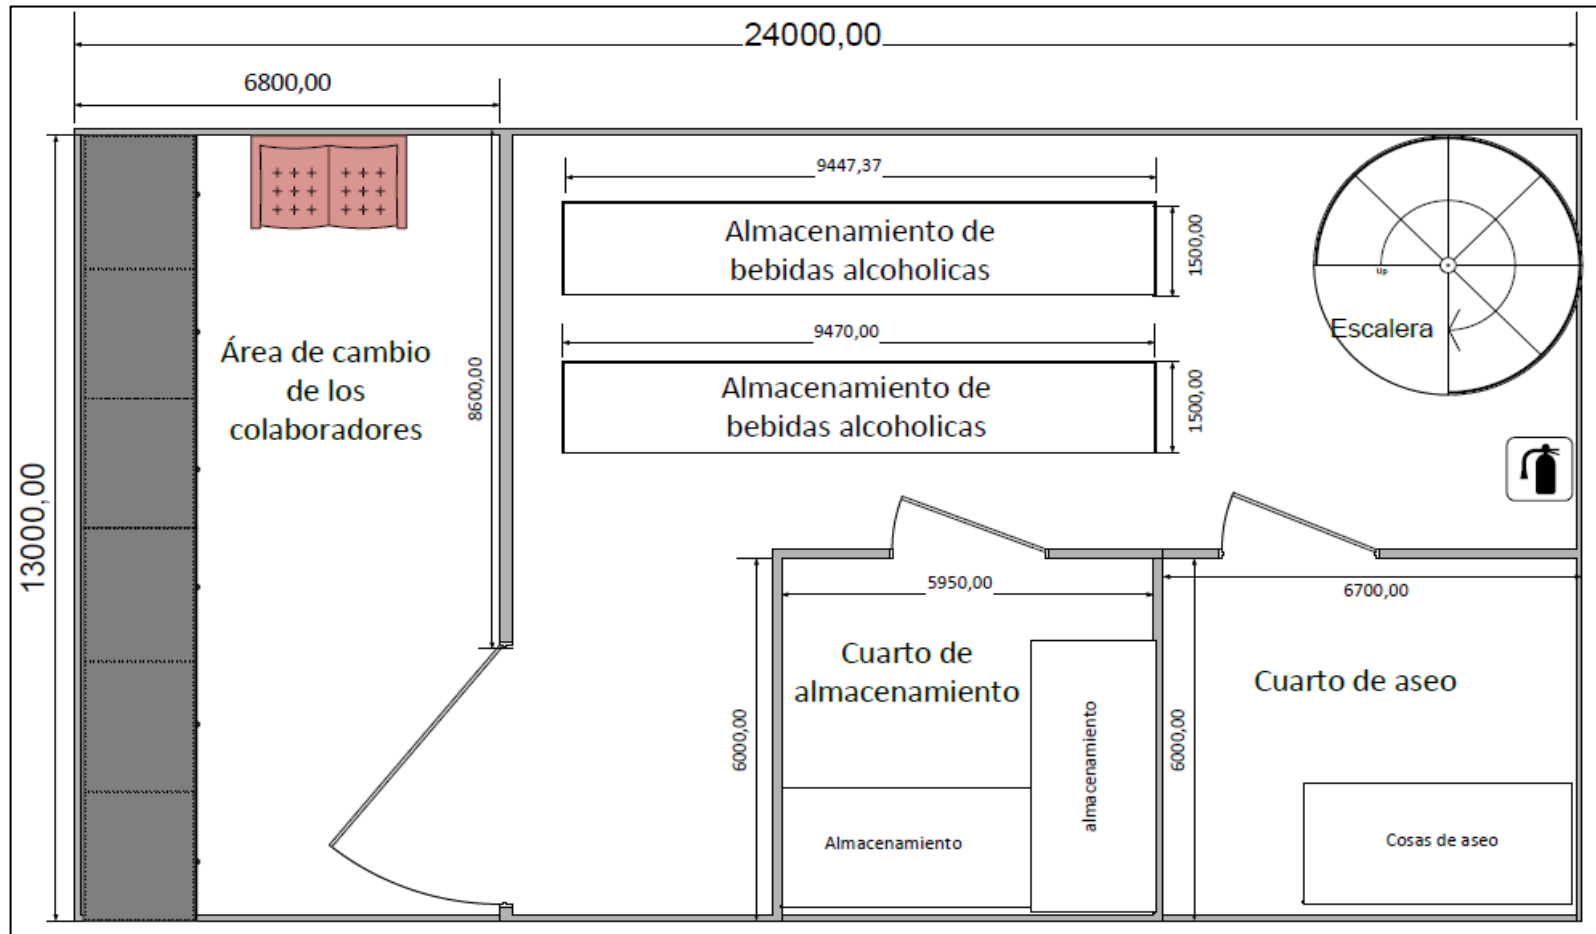 24000,00
6800,00
9447,37
Almacenamiento de
bebidas alcoholicas
1500,00
Up
Escalera
9470,00
Almacenamiento de
bebidas alcoholicas
1500,00
Área de cambio
de los
colaboradores
8600,00
13000,00
5950,00
6700,00
Cuarto de
almacenamiento
Cuarto de aseo
6000,00
almacenamiento
6000,00
Almacenamiento
Cosas de aseo